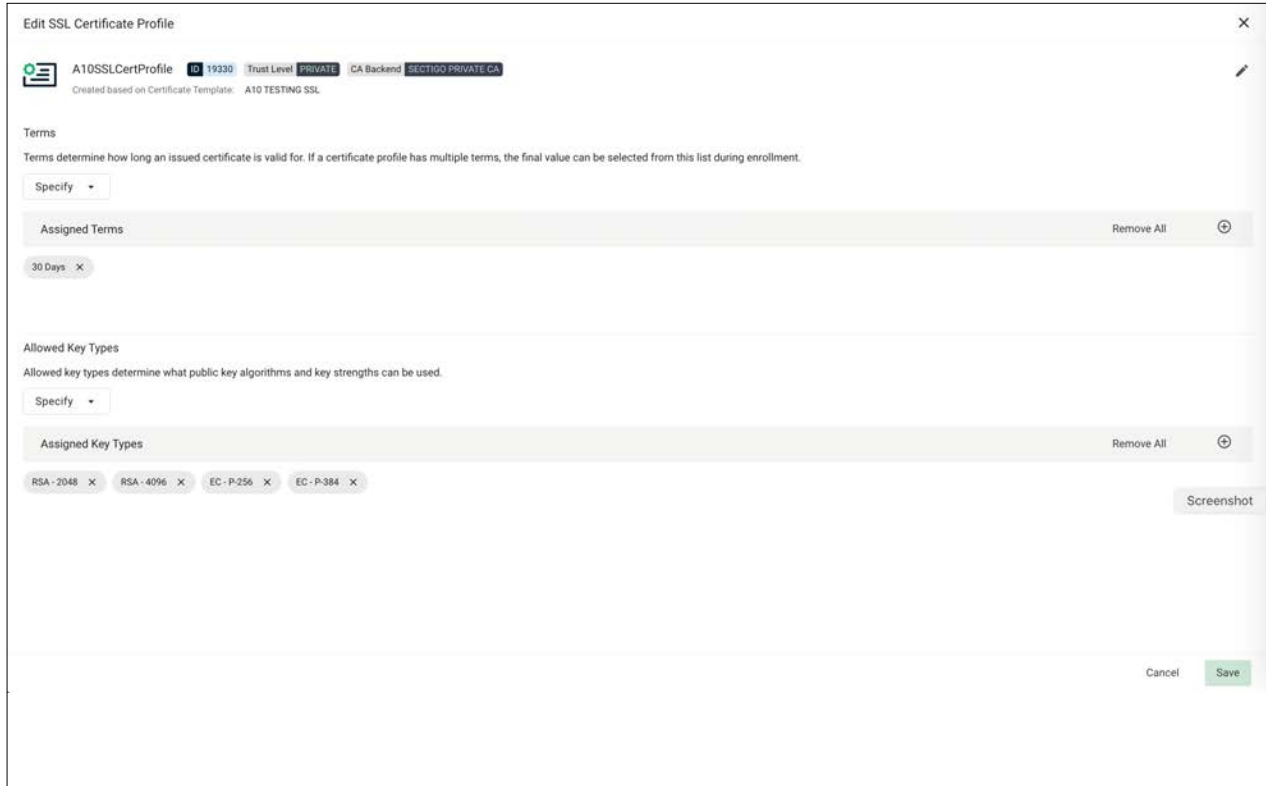 Edit SSL Certificate Profile
A10SSLCertProfile ID 19330 Trust Level PRIVATE CA Backend SECTIGO PRIVATE CA
Created based on Certificate Template: A10 TESTING SSL
Terms
Terms determine how long an issued certificate is valid for. If a certificate profile has multiple terms, the final value can be selected from this list during enrollment.
Specify
Assigned Terms Remove All
30 Days
Allowed Key Types
Allowed key types determine what public key algorithms and key strengths can be used.
Specify
Assigned Key Types Remove All
RSA - 2048 RSA - 4096 EC - P-256 EC - P-384
Screenshot
Cancel Save